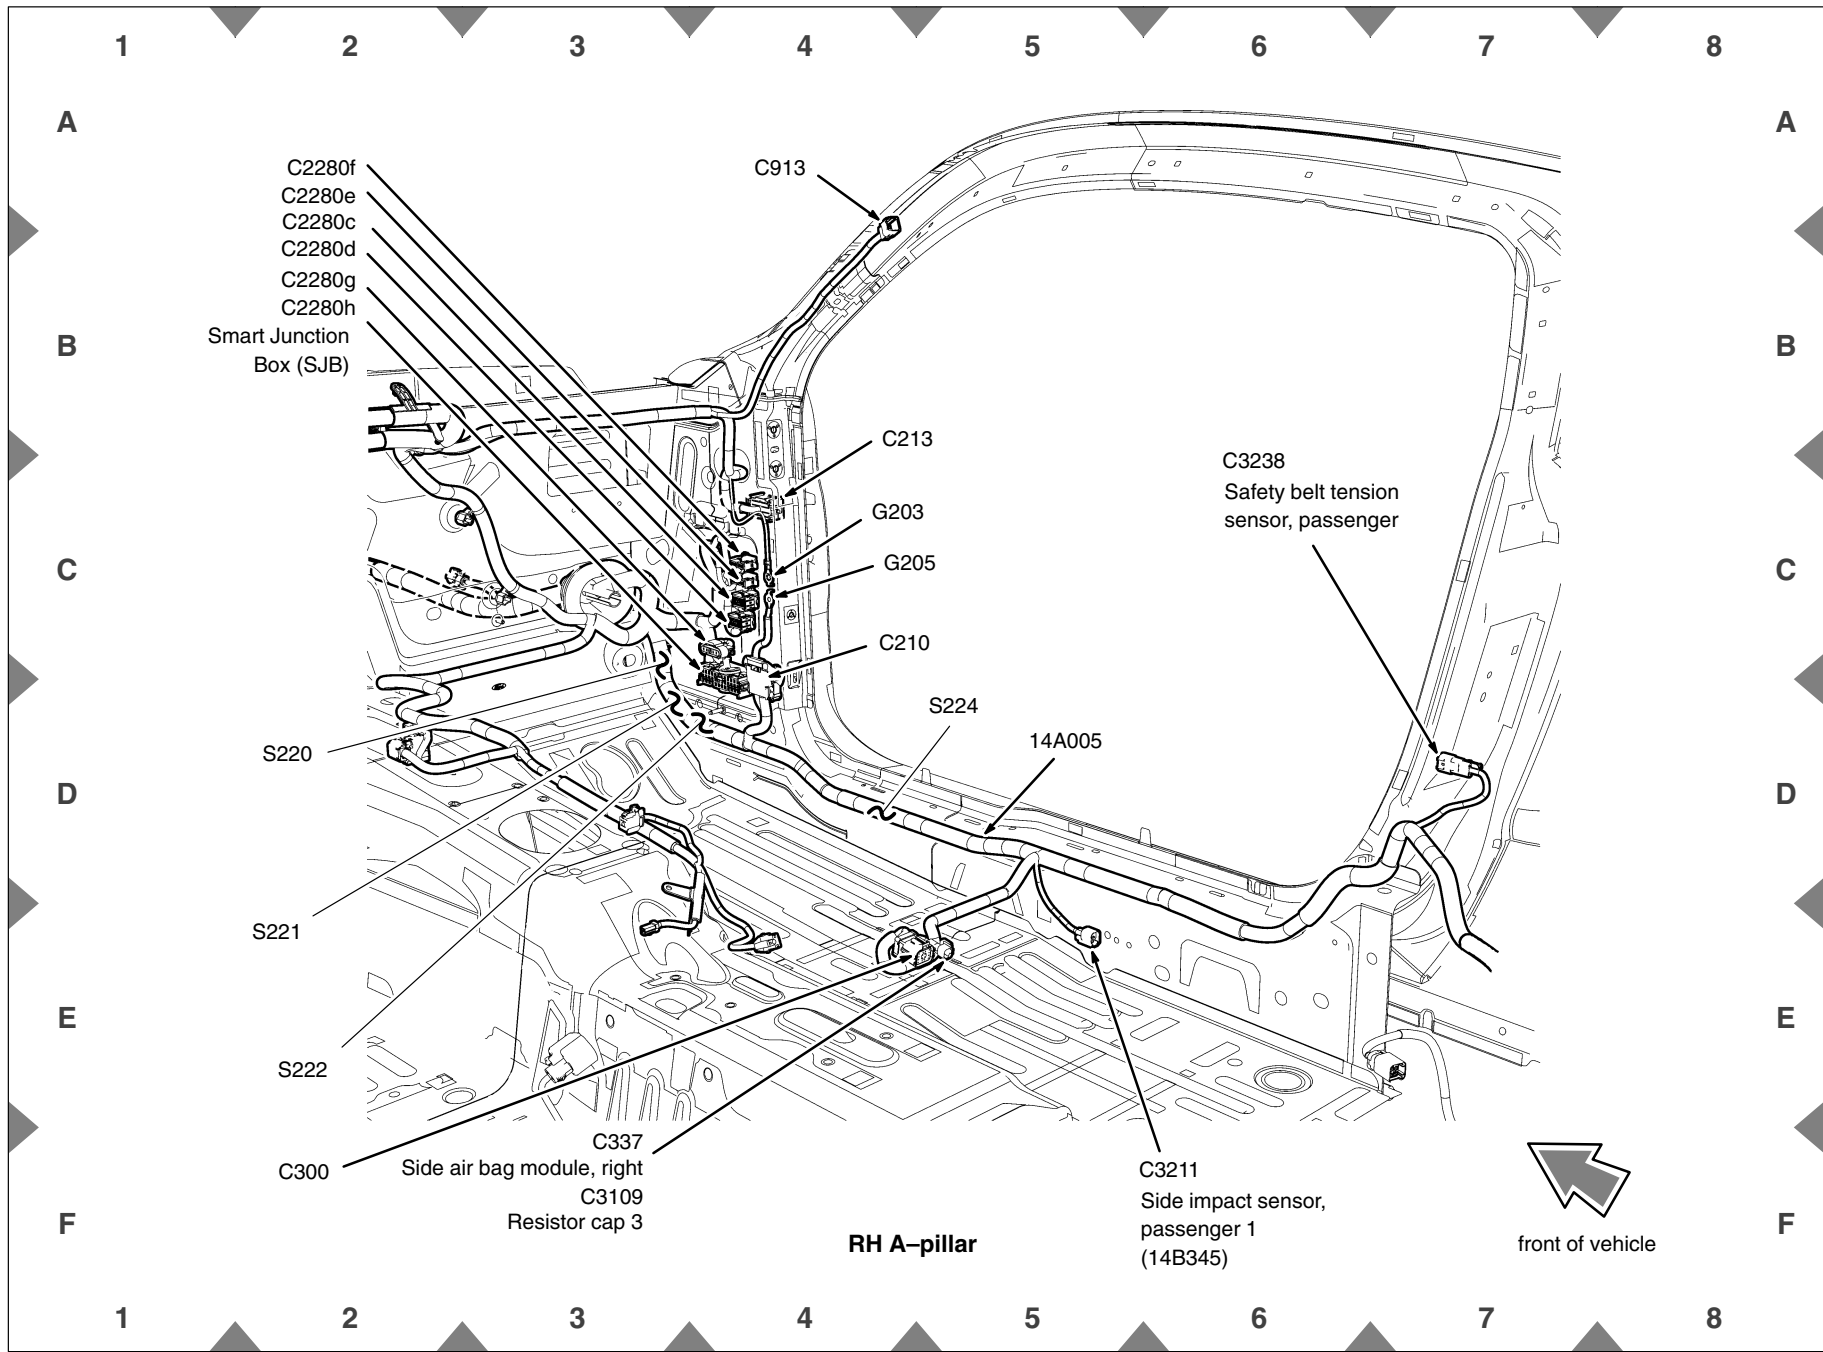 1 2 3 4 5 6 7 8
A A
C2280f
C2280e
C2280c
C2280d
C2280g
C2280h
Smart Junction
Box (SJB)
C913
B B
C213
G203
G205
C210
C3238
Safety belt tension
sensor, passenger
C C
S220
S224
14A005
D D
S221
S222
E E
C300
C337
Side air bag module, right
C3109
Resistor cap 3
C3211
Side impact sensor,
passenger 1
(14B345)
F F
RH A–pillar
front of vehicle
1 2 3 4 5 6 7 8